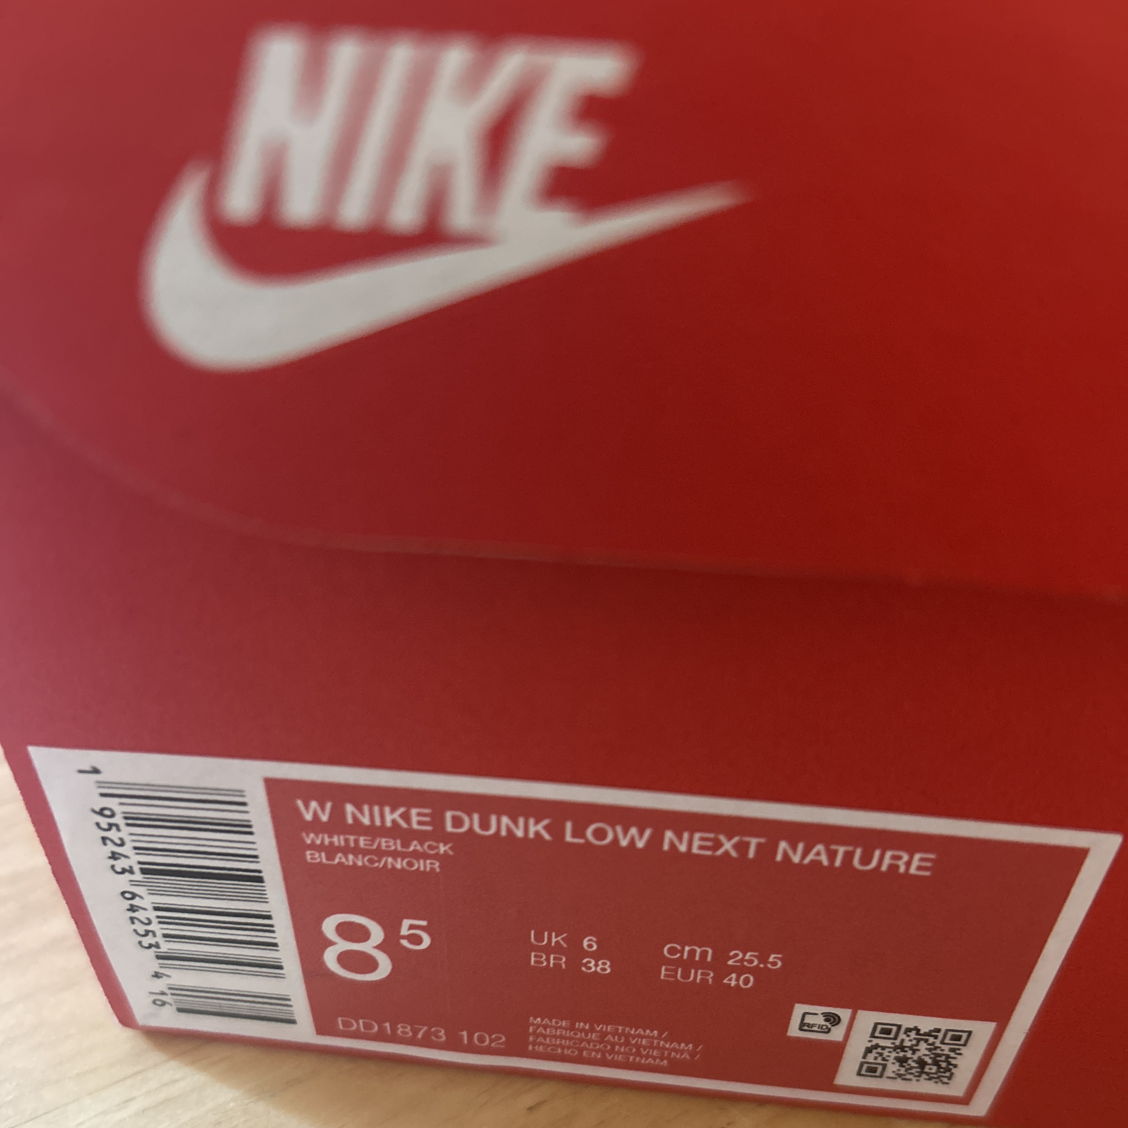 NIKE
W NIKE DUNK LOW NEXT NATURE
WHITE/BLACK
BLANC/NOIR
8 5
UK 6
BR 38
cm 25.5
EUR 40
DD1873 102
MADE IN VIETNAM /
FABRIQUE AU VIETNAM /
FABRICADO NO VIETNÃ /
HECHO EN VIETNAM
RFID
1 95243 64253 4 16